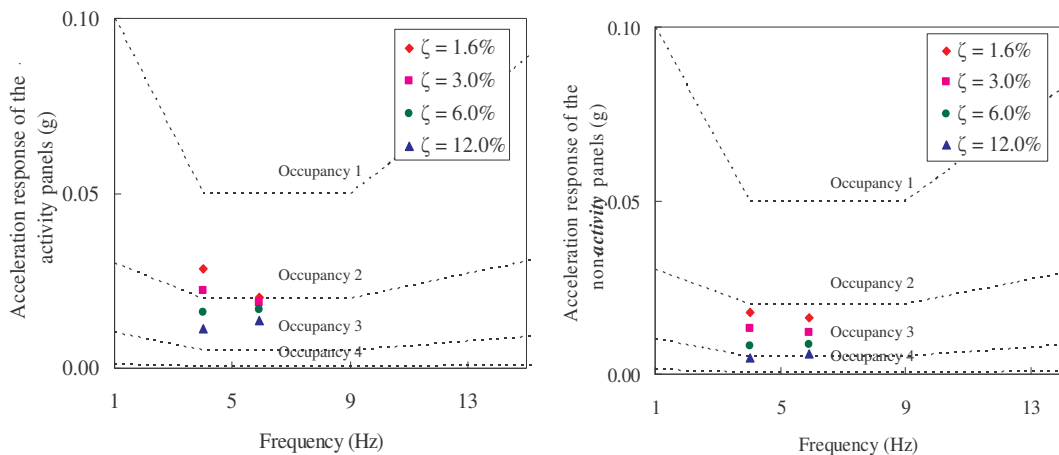 Acceleration response of the
activity panels (g)
0.10
0.05
0.00
ζ = 1.6%
ζ = 3.0%
ζ = 6.0%
ζ = 12.0%
Occupancy 1
Occupancy 2
Occupancy 3
Occupancy 4
1
5
9
13
Frequency (Hz)
Acceleration response of the
non-activity panels (g)
0.10
0.05
0.00
ζ = 1.6%
ζ = 3.0%
ζ = 6.0%
ζ = 12.0%
Occupancy 1
Occupancy 2
Occupancy 3
Occupancy 4
1
5
9
13
Frequency (Hz)